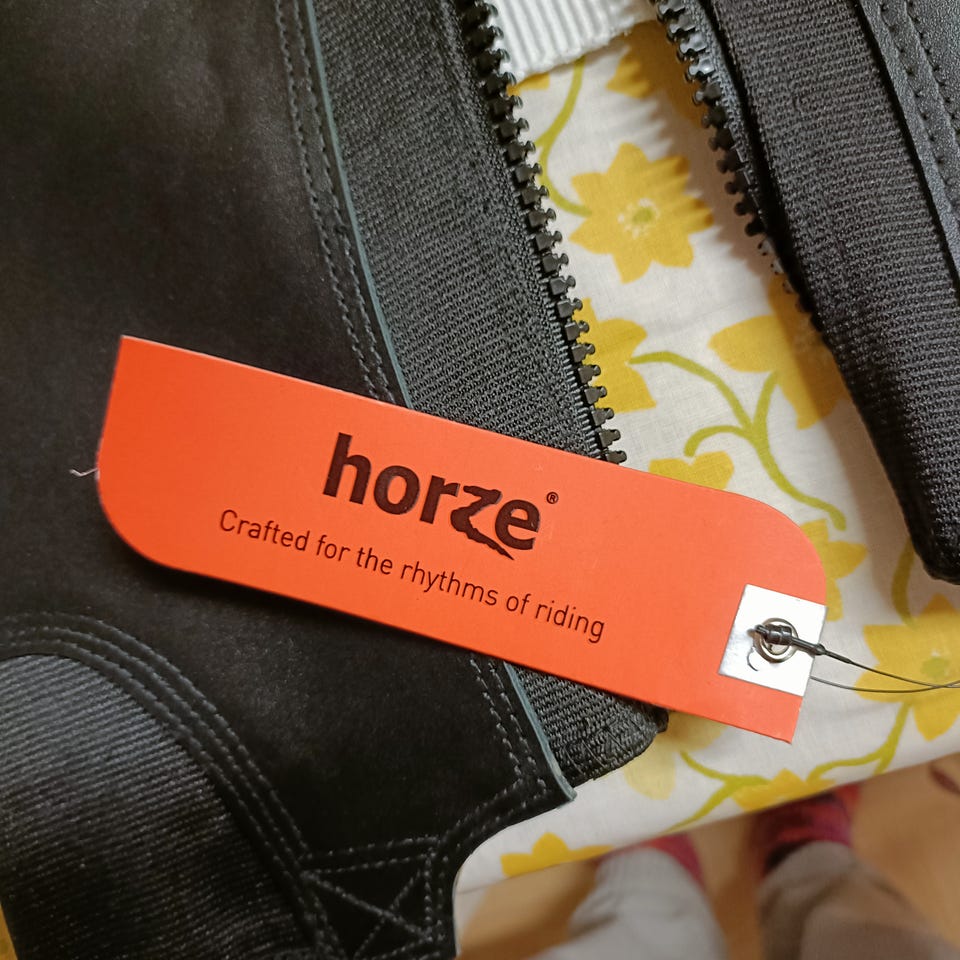 horze®
Crafted for the rhythms of riding